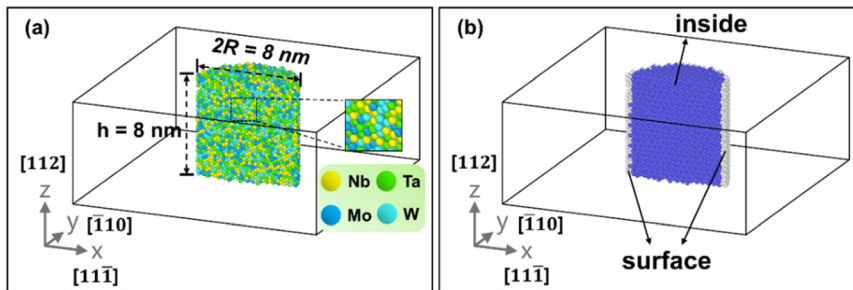 (a)
2R = 8 nm
h = 8 nm
Nb Ta
Mo W
[112]
z
y [1̄10]
x
[111̄]
(b)
inside
[112]
z
y [1̄10]
x
[111̄]
surface